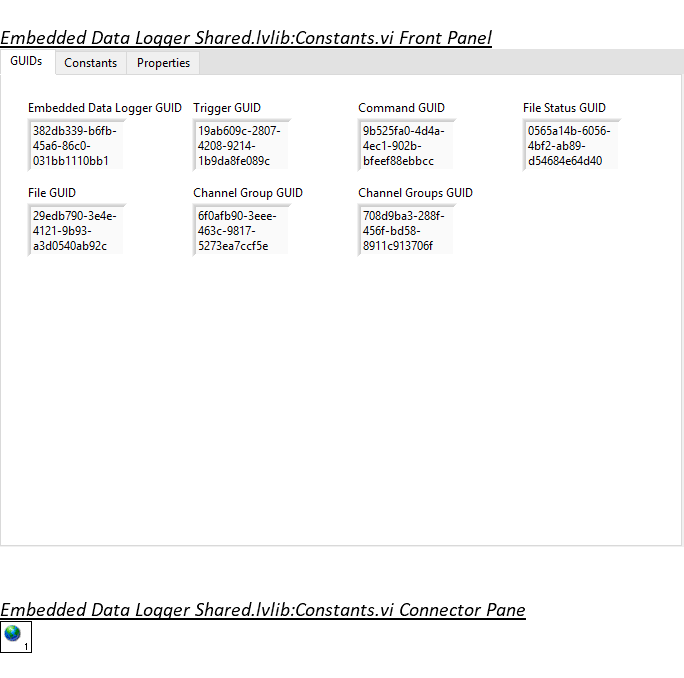 Embedded Data Logger Shared.lvlib:Constants.vi Front Panel
GUIDs Constants Properties
Embedded Data Logger GUID Trigger GUID Command GUID File Status GUID
382db339-b6fb- 19ab609c-2807- 9b525fa0-4d4a- 0565a14b-6056-
45a6-86c0- 4208-9214- 4ec1-902b- 4bf2-ab89-
031bb1110bb1 1b9da8fe089c bfeef88ebbcc d54684e64d40
File GUID Channel Group GUID Channel Groups GUID
29edb790-3e4e- 6f0afb90-3eee- 708d9ba3-288f-
4121-9b93- 463c-9817- 456f-bd58-
a3d0540ab92c 5273ea7ccf5e 8911c913706f
Embedded Data Logger Shared.lvlib:Constants.vi Connector Pane
1